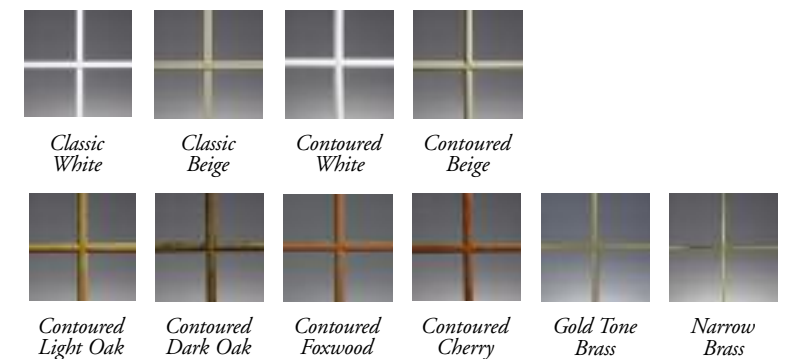 Classic
White
Classic
Beige
Contoured
White
Contoured
Beige
Contoured
Light Oak
Contoured
Dark Oak
Contoured
Foxwood
Contoured
Cherry
Gold Tone
Brass
Narrow
Brass